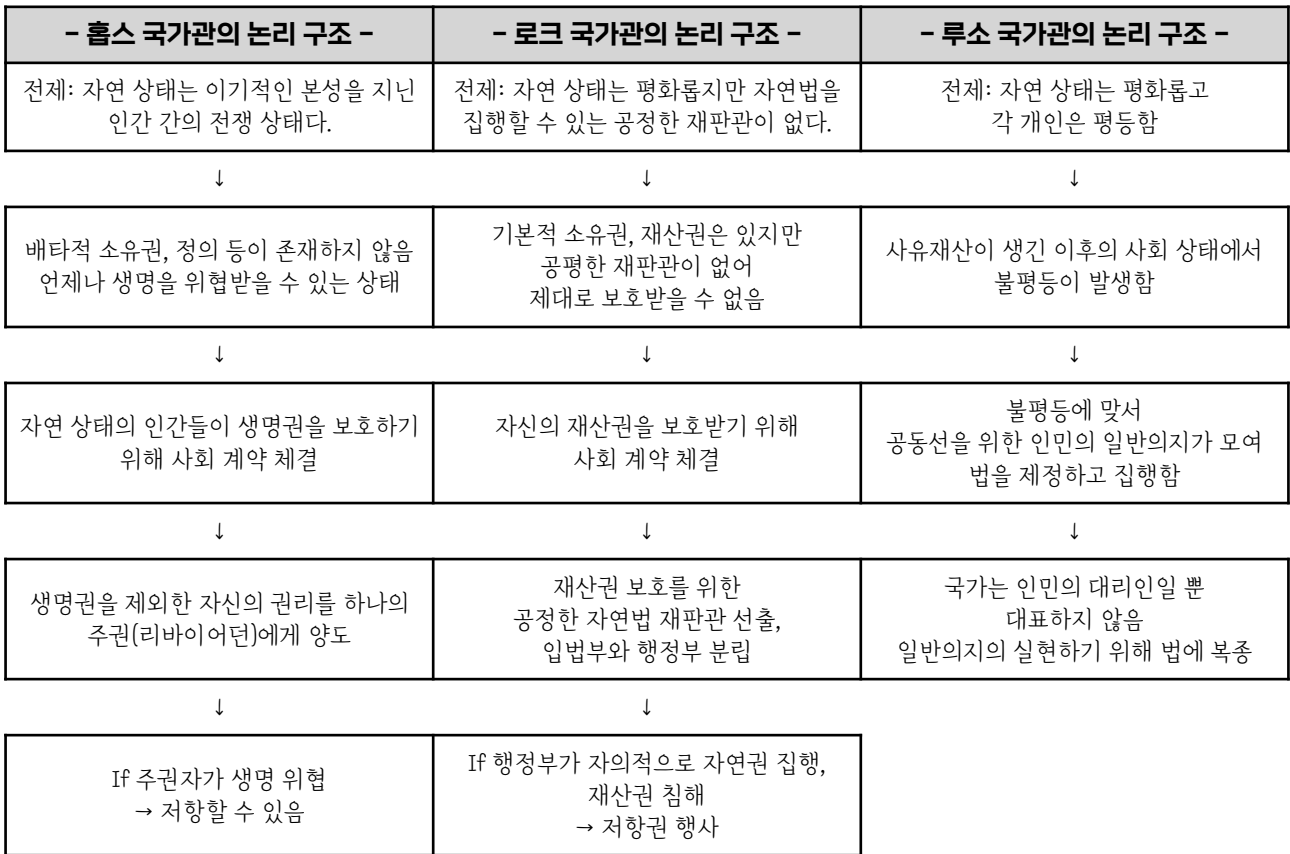 - 홉스 국가관의 논리 구조 -
- 로크 국가관의 논리 구조 -
- 루소 국가관의 논리 구조 -
전제: 자연 상태는 이기적인 본성을 지닌
인간 간의 전쟁 상태다.
전제: 자연 상태는 평화롭지만 자연법을
집행할 수 있는 공정한 재판관이 없다.
전제: 자연 상태는 평화롭고
각 개인은 평등함
↓
↓
↓
배타적 소유권, 정의 등이 존재하지 않음
언제나 생명을 위협받을 수 있는 상태
기본적 소유권, 재산권은 있지만
공평한 재판관이 없어
제대로 보호받을 수 없음
사유재산이 생긴 이후의 사회 상태에서
불평등이 발생함
↓
↓
↓
자연 상태의 인간들이 생명권을 보호하기
위해 사회 계약 체결
자신의 재산권을 보호받기 위해
사회 계약 체결
불평등에 맞서
공동선을 위한 인민의 일반의지가 모여
법을 제정하고 집행함
↓
↓
↓
생명권을 제외한 자신의 권리를 하나의
주권(리바이어던)에게 양도
재산권 보호를 위한
공정한 자연법 재판관 선출,
입법부와 행정부 분립
국가는 인민의 대리인일 뿐
대표하지 않음
일반의지의 실현하기 위해 법에 복종
↓
↓
If 주권자가 생명 위협
→ 저항할 수 있음
If 행정부가 자의적으로 자연권 집행,
재산권 침해
→ 저항권 행사